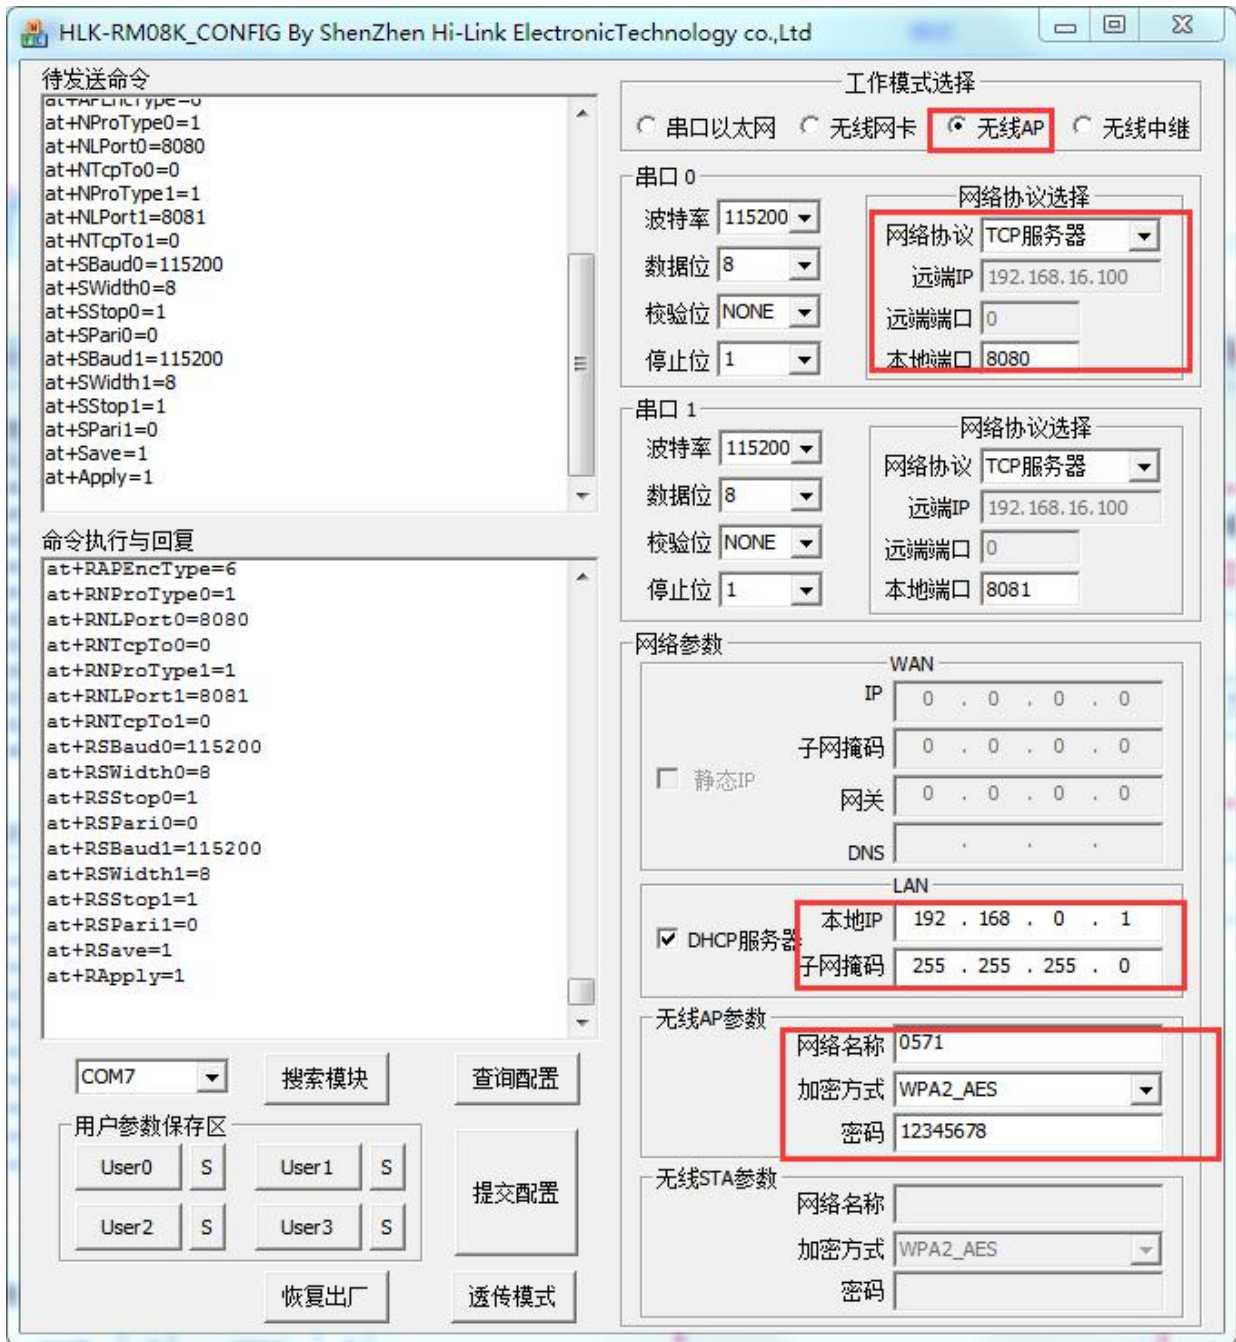 HLK-RM08K_CONFIG By ShenZhen Hi-Link ElectronicTechnology co.,Ltd
待发送命令
at+APEncType=6
at+NProType0=1
at+NLPort0=8080
at+NTcpTo0=0
at+NProType1=1
at+NLPort1=8081
at+NTcpTo1=0
at+SBaud0=115200
at+SWidth0=8
at+SStop0=1
at+SPari0=0
at+SBaud1=115200
at+SWidth1=8
at+SStop1=1
at+SPari1=0
at+Save=1
at+Apply=1
命令执行与回复
at+RAPEncType=6
at+RNProType0=1
at+RNLPort0=8080
at+RNTcpTo0=0
at+RNProType1=1
at+RNLPort1=8081
at+RNTcpTo1=0
at+RSBaud0=115200
at+RSWidth0=8
at+RSStop0=1
at+RSPari0=0
at+RSBaud1=115200
at+RSWidth1=8
at+RSStop1=1
at+RSPari1=0
at+RSave=1
at+RApply=1
COM7 搜索模块 查询配置
用户参数保存区
User0 S User1 S
User2 S User3 S
提交配置
恢复出厂 透传模式
工作模式选择
串口以太网 无线网卡 无线AP 无线中继
串口 0
波特率 115200
数据位 8
校验位 NONE
停止位 1
网络协议选择
网络协议 TCP服务器
远端IP 192.168.16.100
远端端口 0
本地端口 8080
串口 1
波特率 115200
数据位 8
校验位 NONE
停止位 1
网络协议选择
网络协议 TCP服务器
远端IP 192.168.16.100
远端端口 0
本地端口 8081
网络参数
WAN
静态IP
IP 0 . 0 . 0 . 0
子网掩码 0 . 0 . 0 . 0
网关 0 . 0 . 0 . 0
DNS . . .
LAN
DHCP服务器
本地IP 192 . 168 . 0 . 1
子网掩码 255 . 255 . 255 . 0
无线AP参数
网络名称 0571
加密方式 WPA2_AES
密码 12345678
无线STA参数
网络名称
加密方式 WPA2_AES
密码